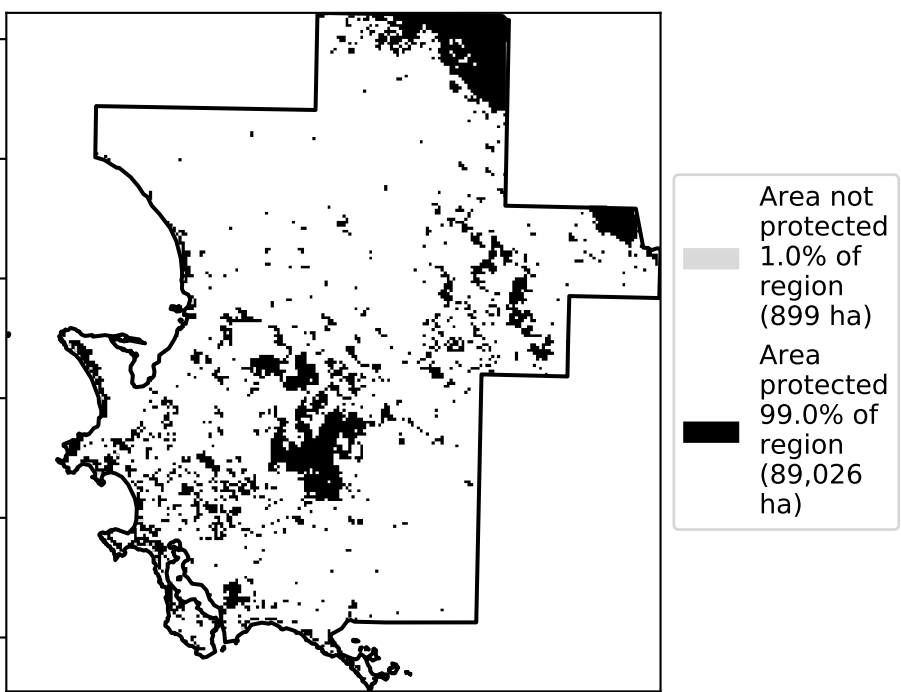 Area not
protected
1.0% of
region
(899 ha)
Area
protected
99.0% of
region
(89,026
ha)